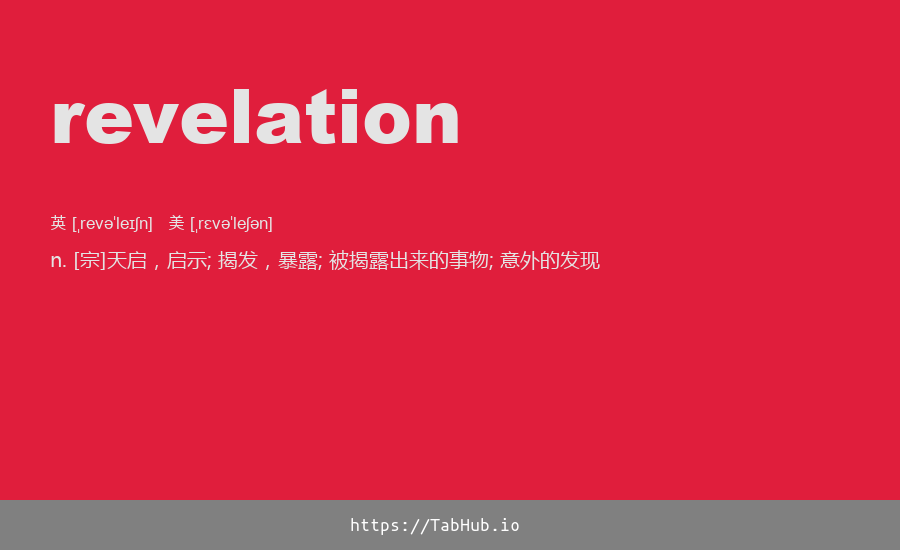 revelation
英 [ˌrevəˈleɪʃn] 美 [ˌrɛvəˈleʃən]
n. [宗]天启，启示; 揭发，暴露; 被揭露出来的事物; 意外的发现
https://TabHub.io